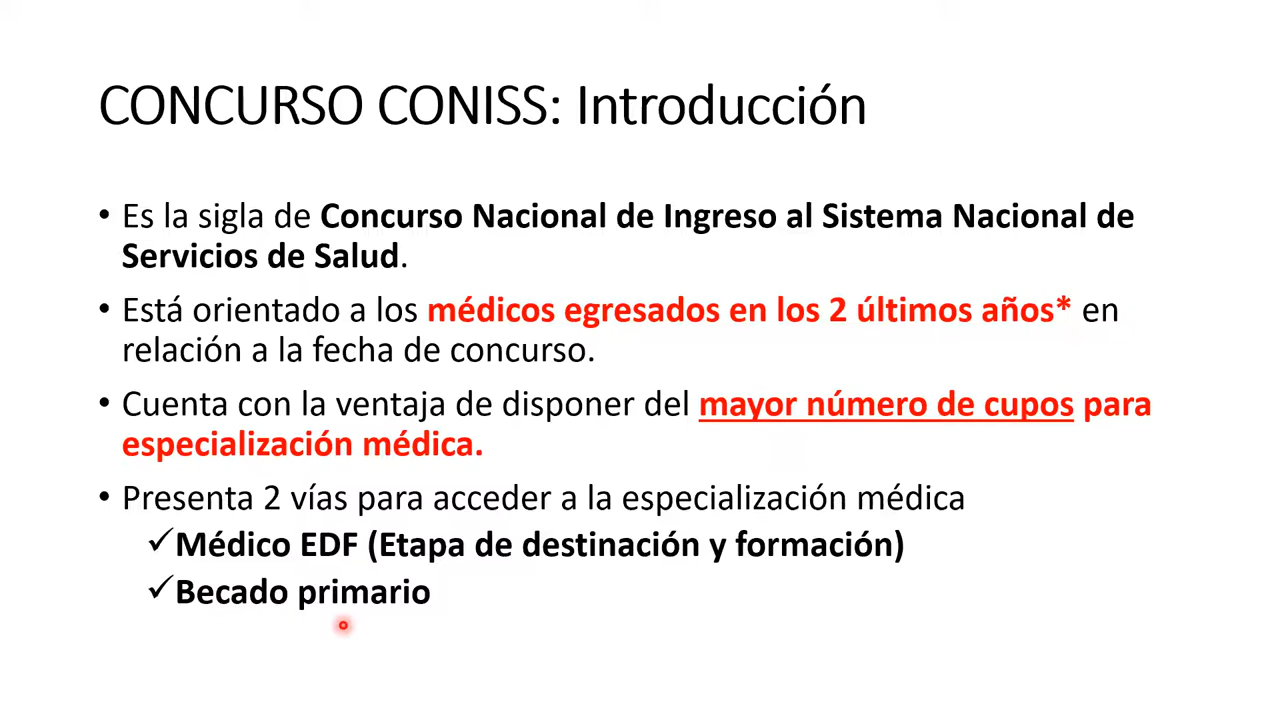 CONCURSO CONISS: Introducción
• Es la sigla de Concurso Nacional de Ingreso al Sistema Nacional de
Servicios de Salud.
• Está orientado a los médicos egresados en los 2 últimos años* en
relación a la fecha de concurso.
• Cuenta con la ventaja de disponer del mayor número de cupos para
especialización médica.
• Presenta 2 vías para acceder a la especialización médica
✓Médico EDF (Etapa de destinación y formación)
✓Becado primario